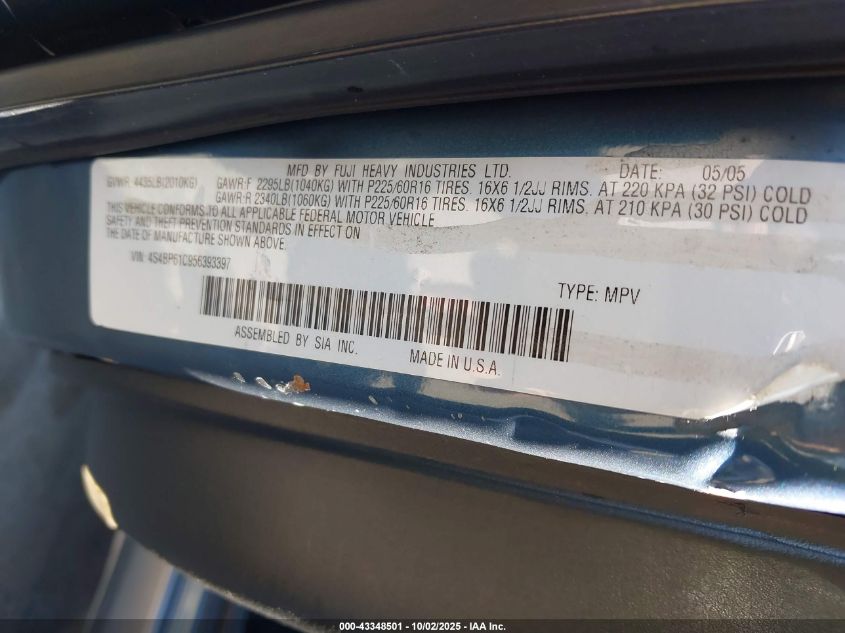 MFD BY FUJI HEAVY INDUSTRIES LTD. DATE: 05/05
GVWR: 4435LB(2010KG) GAWR:F 2295LB(1040KG) WITH P225/60R16 TIRES. 16X6 1/2JJ RIMS. AT 220 KPA (32 PSI) COLD
GAWR:R 2340LB(1060KG) WITH P225/60R16 TIRES. 16X6 1/2JJ RIMS. AT 210 KPA (30 PSI) COLD
THIS VEHICLE CONFORMS TO ALL APPLICABLE FEDERAL MOTOR VEHICLE
SAFETY AND THEFT PREVENTION STANDARDS IN EFFECT ON
THE DATE OF MANUFACTURE SHOWN ABOVE.
VIN: 4S4BP61C956393397
TYPE: MPV
ASSEMBLED BY SIA INC. MADE IN U.S.A.
000-43348501 - 10/02/2025 - IAA Inc.